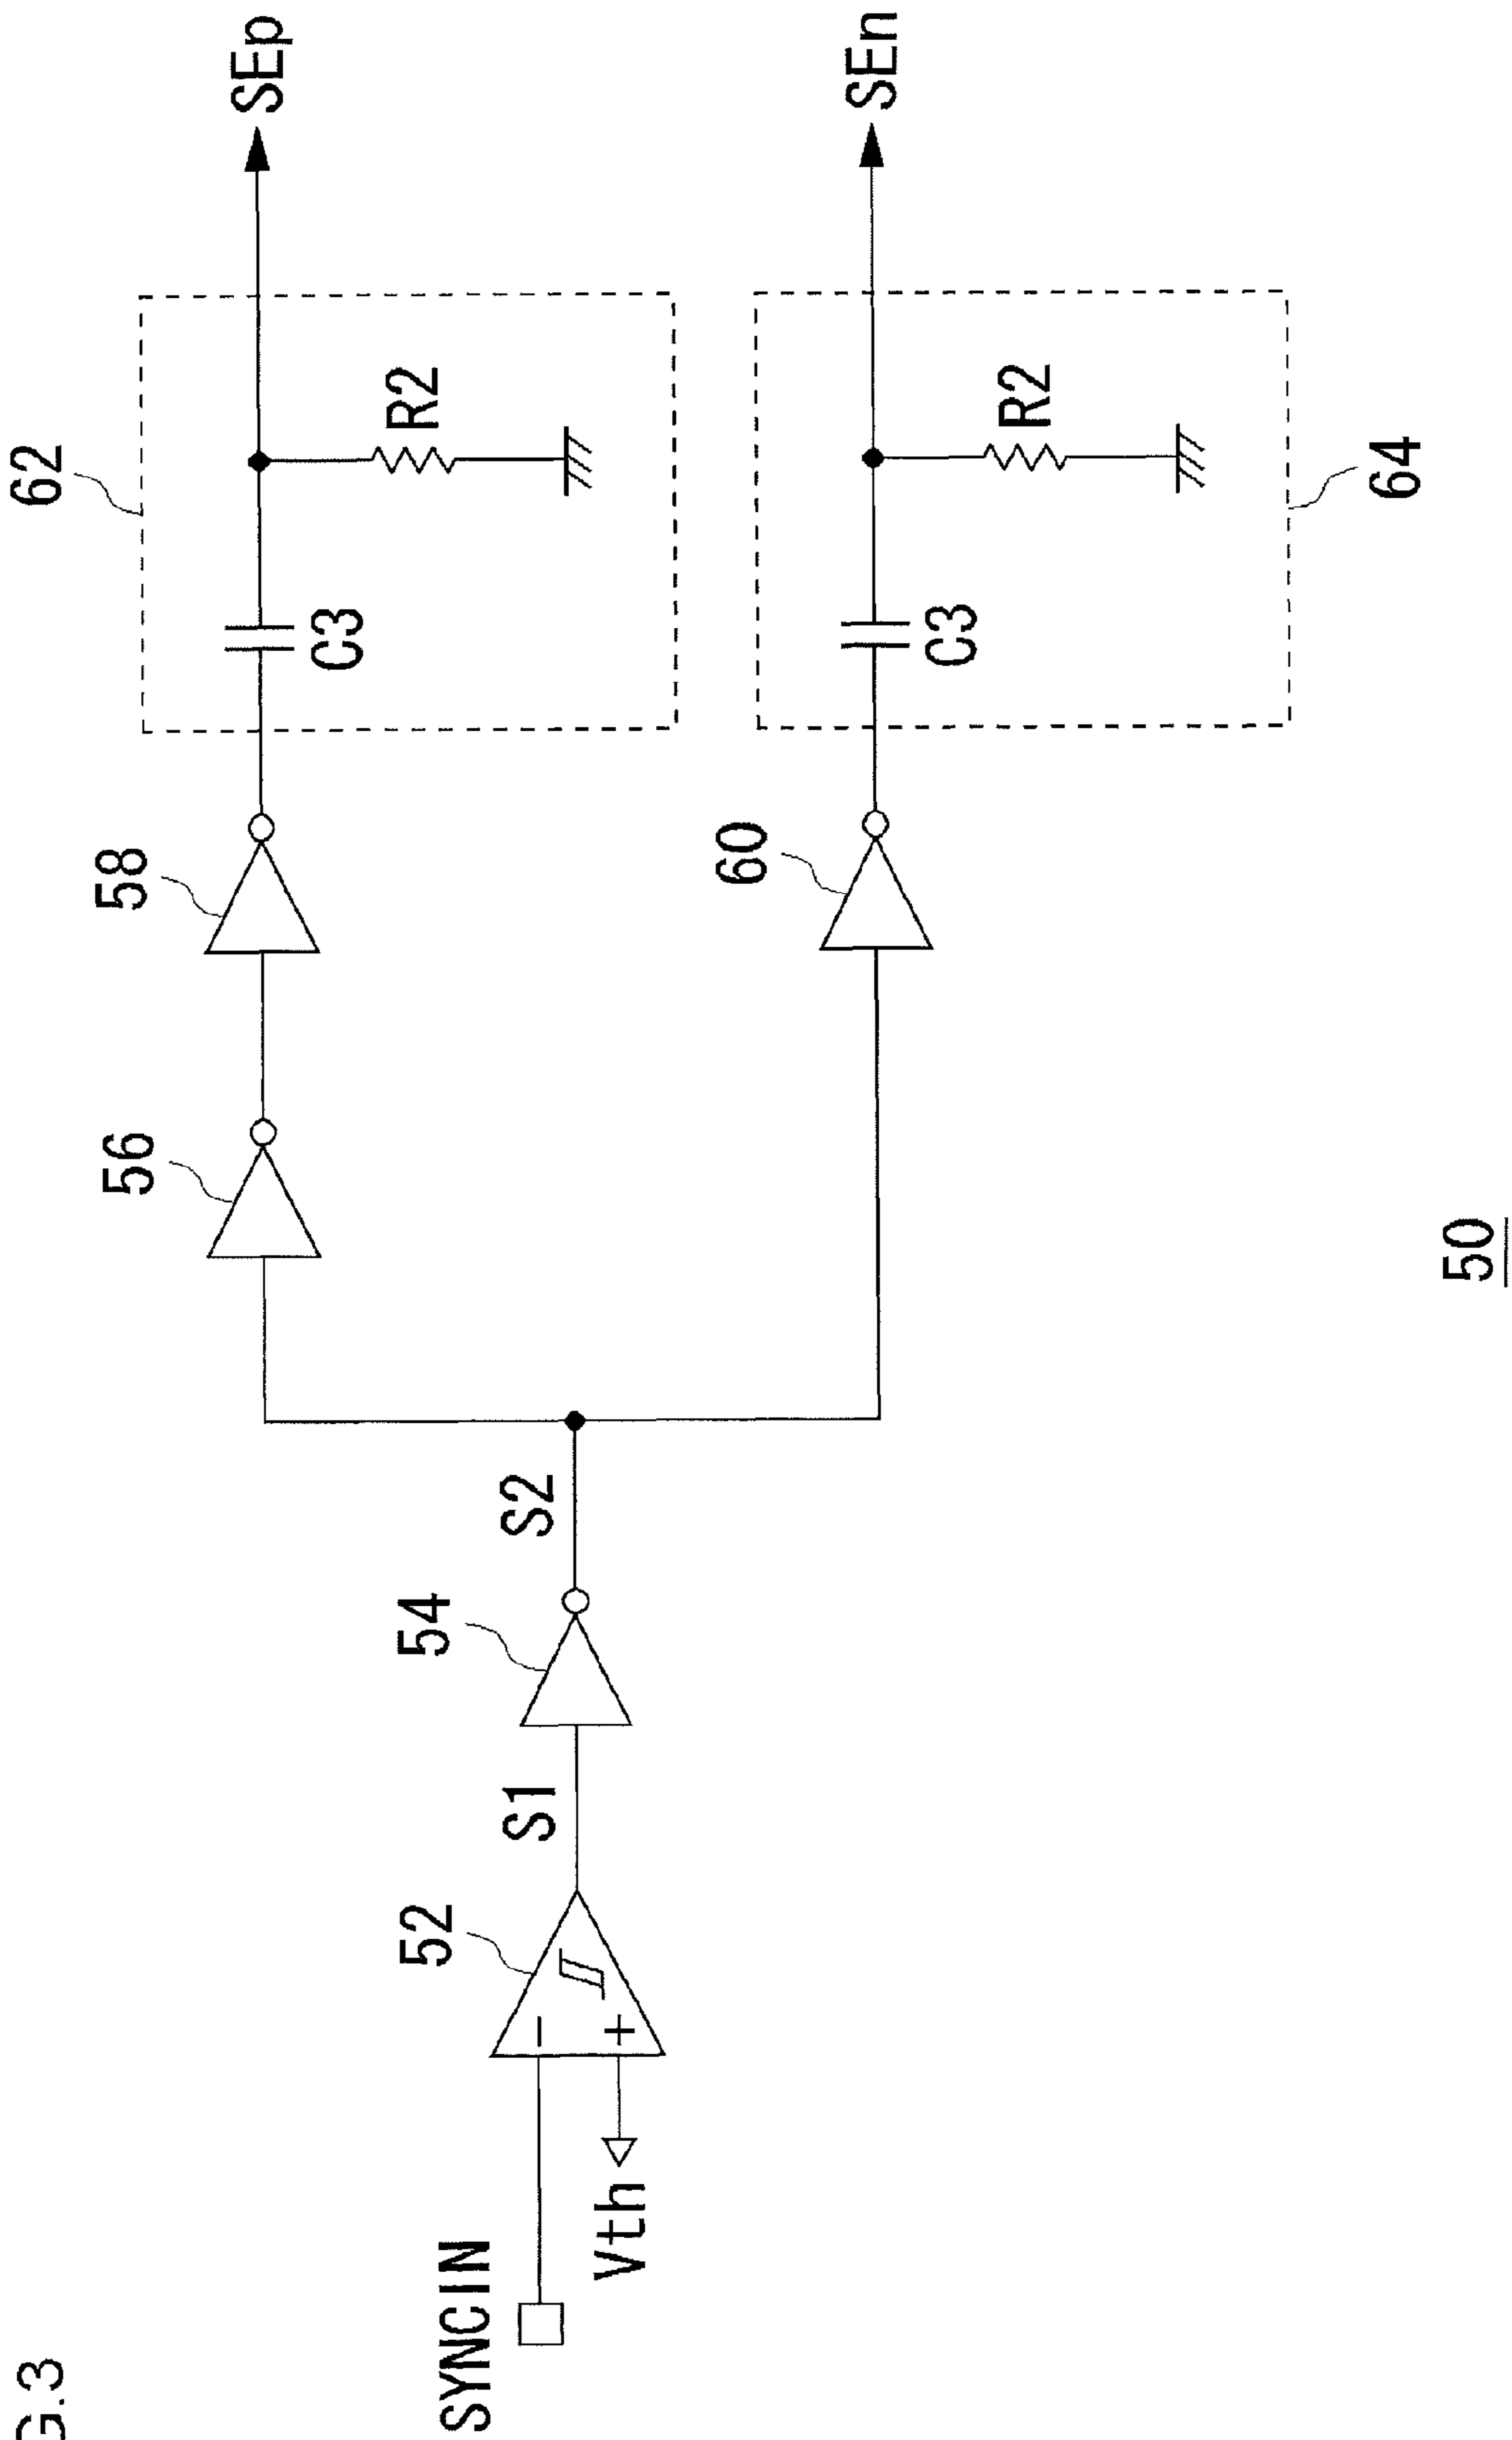 G.3
SYNCIN
Vth
-
+
52
S1
54
S2
56
58
62
C3
R2
SEp
60
C3
R2
64
SEn
50